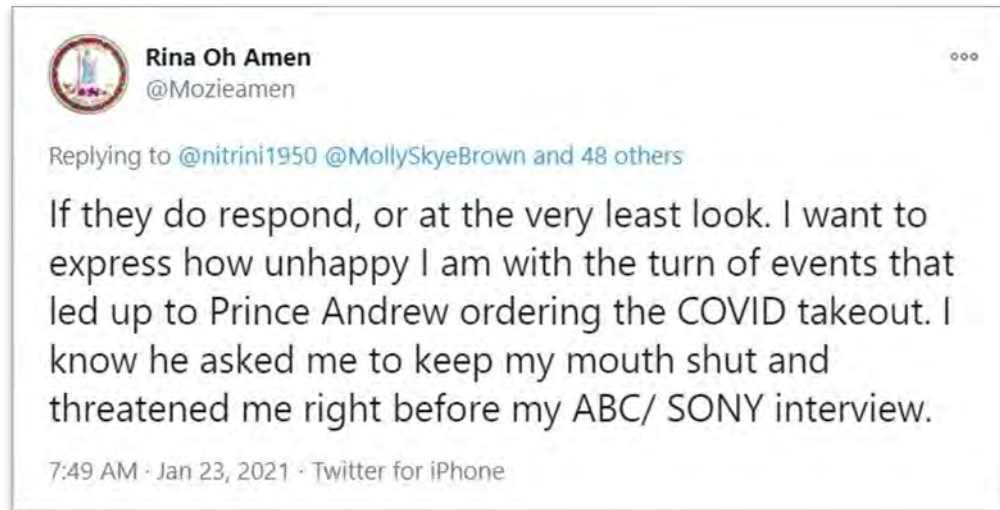 Rina Oh Amen
@Mozieamen
Replying to @nitrini1950 @MollySkyeBrown and 48 others
If they do respond, or at the very least look. I want to
express how unhappy I am with the turn of events that
led up to Prince Andrew ordering the COVID takeout. I
know he asked me to keep my mouth shut and
threatened me right before my ABC/ SONY interview.
7:49 AM · Jan 23, 2021 · Twitter for iPhone